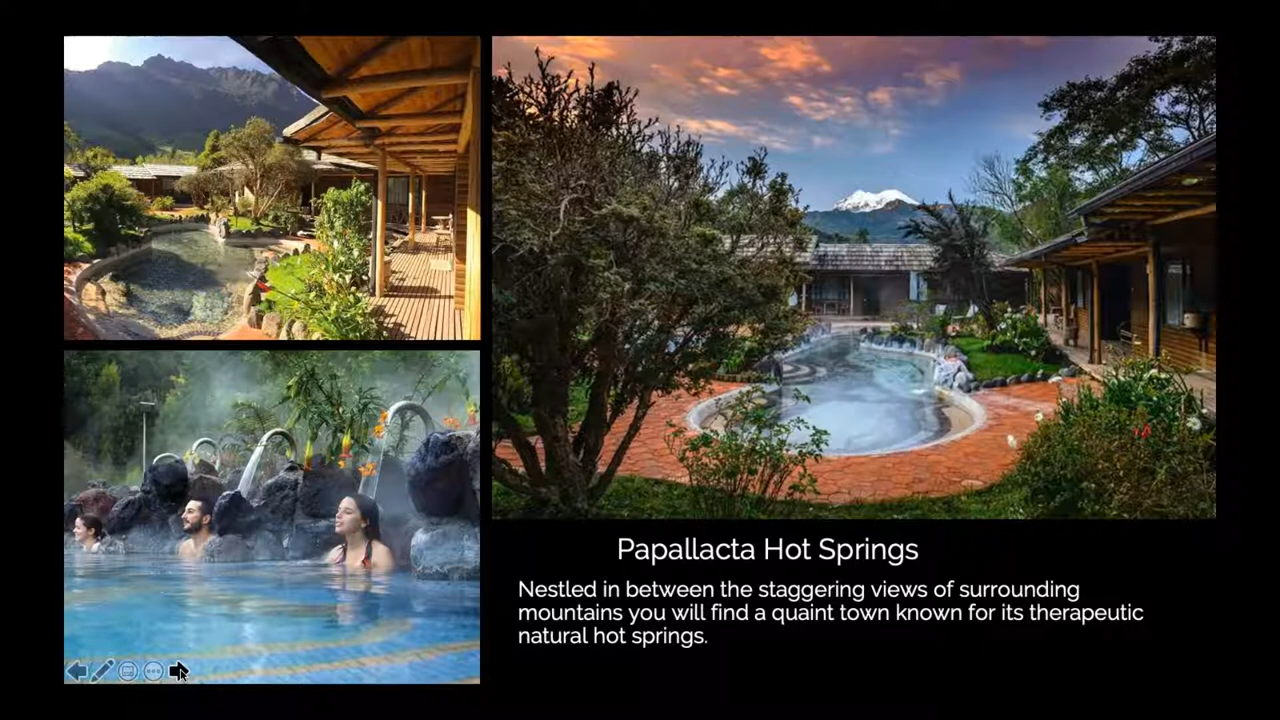 Papallacta Hot Springs
Nestled in between the staggering views of surrounding
mountains you will find a quaint town known for its therapeutic
natural hot springs.